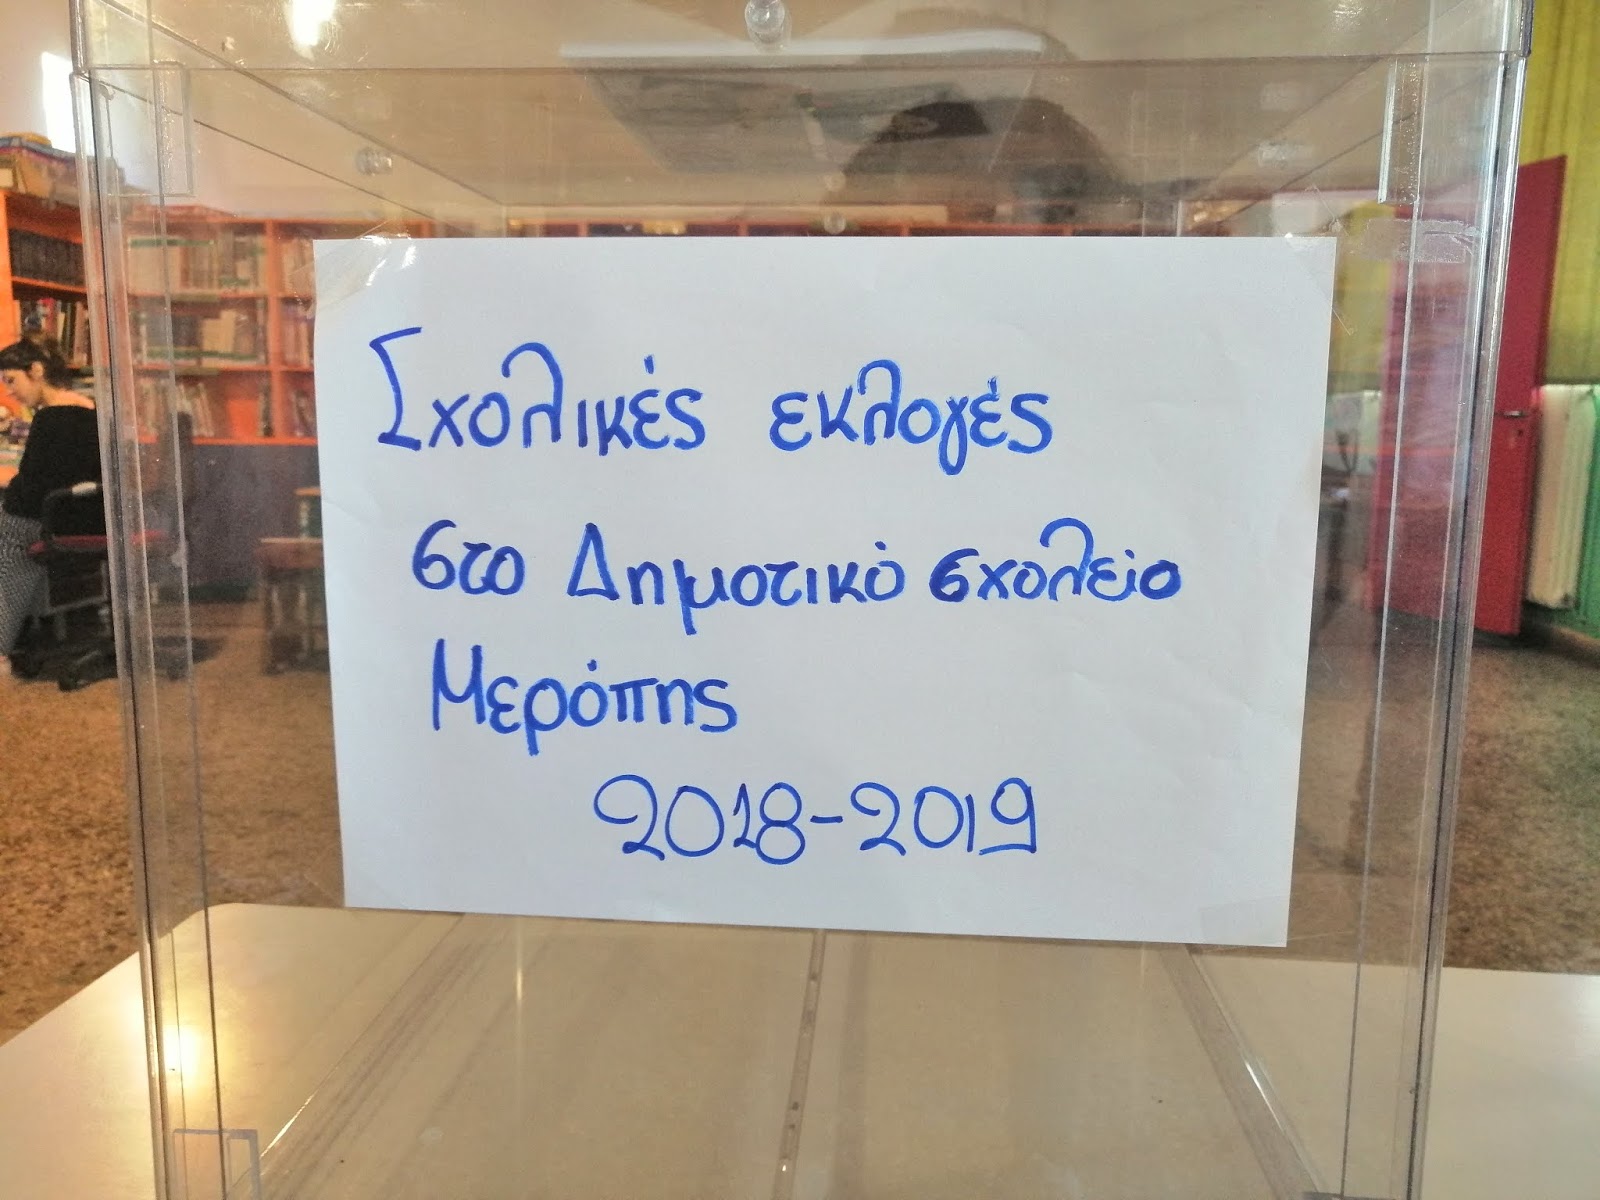 Σχολικές εκλογές
στο Δημοτικό σχολείο
Μερόπης
2018-2019